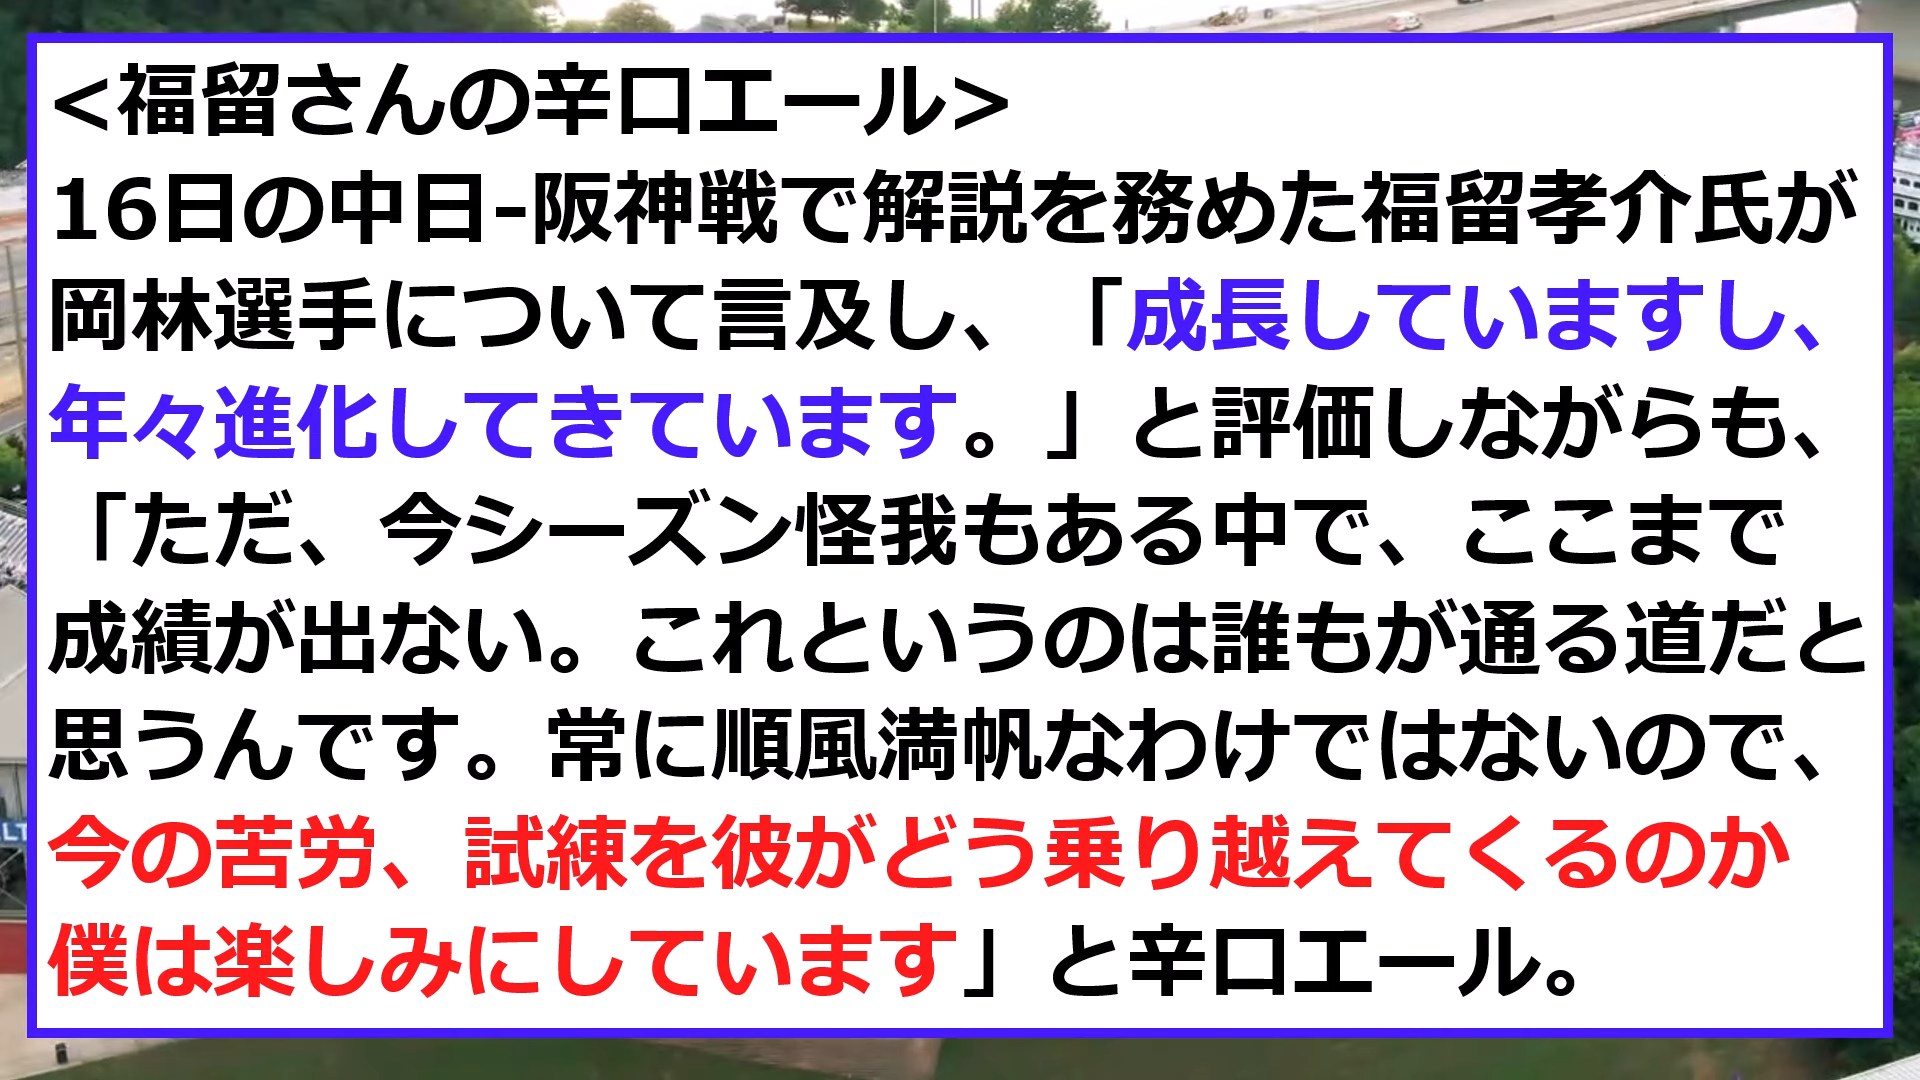 <福留さんの辛口エール>
16日の中日-阪神戦で解説を務めた福留孝介氏が
岡林選手について言及し、「成長していますし、
年々進化してきています。」と評価しながらも、
「ただ、今シーズン怪我もある中で、ここまで
成績が出ない。これというのは誰もが通る道だと
思うんです。常に順風満帆なわけではないので、
今の苦労、試練を彼がどう乗り越えてくるのか
僕は楽しみにしています」と辛口エール。